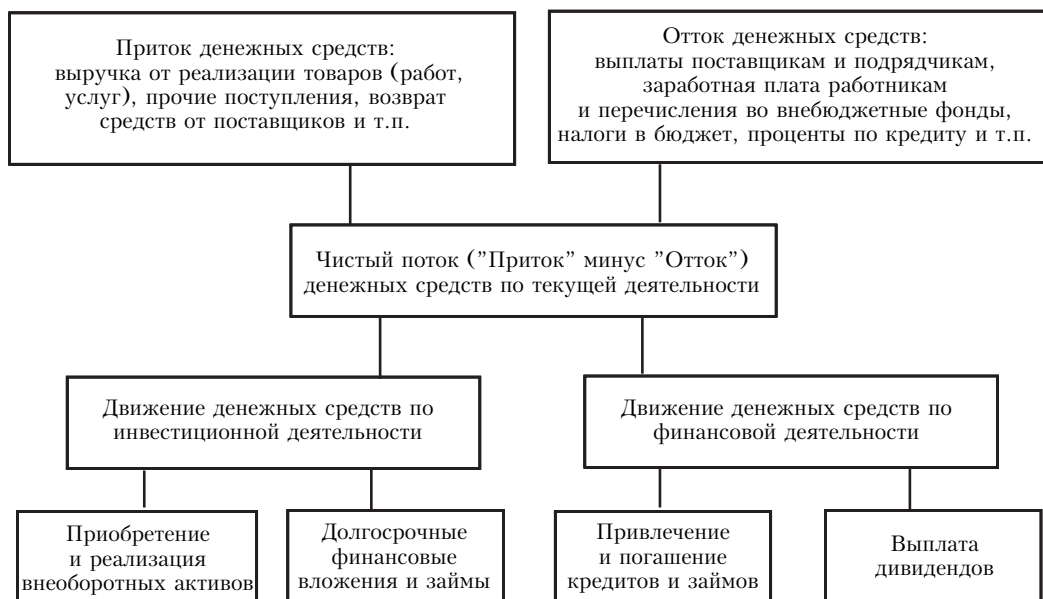 Приток денежных средств:
выручка от реализации товаров (работ,
услуг), прочие поступления, возврат
средств от поставщиков и т.п.
Отток денежных средств:
выплаты поставщикам и подрядчикам,
заработная плата работникам
и перечисления во внебюджетные фонды,
налоги в бюджет, проценты по кредиту и т.п.
Чистый поток ("Приток" минус "Отток")
денежных средств по текущей деятельности
Движение денежных средств по
инвестиционной деятельности
Движение денежных средств по
финансовой деятельности
Приобретение
и реализация
внеоборотных активов
Долгосрочные
финансовые
вложения и займы
Привлечение
и погашение
кредитов и займов
Выплата
дивидендов